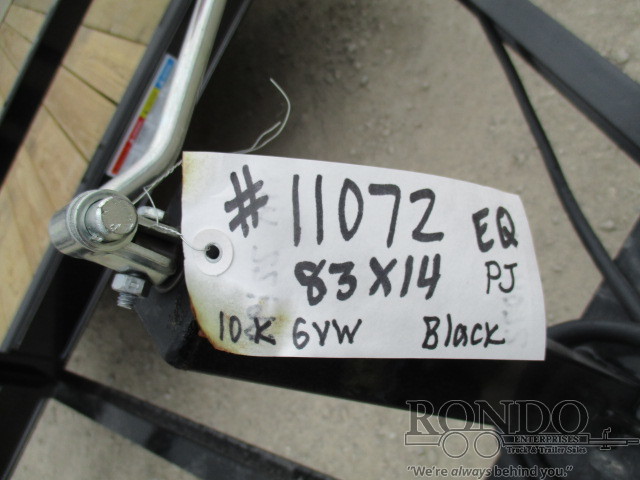 # 11072 EQ
83X14 PJ
10K GVW Black
RONDO
ENTERPRISES
Truck & Trailer Sales
"We're always behind you."